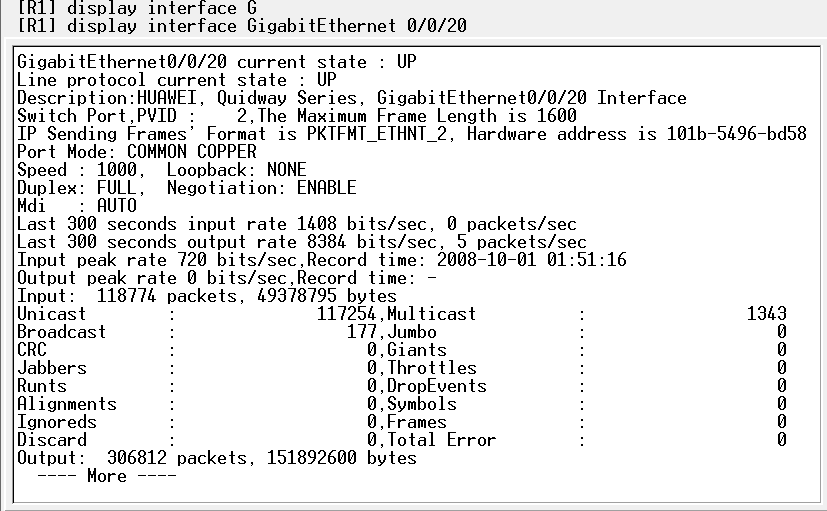 [R1] display interface G
[R1] display interface GigabitEthernet 0/0/20
GigabitEthernet0/0/20 current state : UP
Line protocol current state : UP
Description:HUAWEI, Quidway Series, GigabitEthernet0/0/20 Interface
Switch Port,PVID :    2,The Maximum Frame Length is 1600
IP Sending Frames' Format is PKTFMT_ETHNT_2, Hardware address is 101b-5496-bd58
Port Mode: COMMON COPPER
Speed : 1000,  Loopback: NONE
Duplex: FULL,  Negotiation: ENABLE
Mdi   : AUTO
Last 300 seconds input rate 1408 bits/sec, 0 packets/sec
Last 300 seconds output rate 8384 bits/sec, 5 packets/sec
Input peak rate 720 bits/sec,Record time: 2008-10-01 01:51:16
Output peak rate 0 bits/sec,Record time: -
Input:  118774 packets, 49378795 bytes
Unicast        :              117254,Multicast          :                1343
Broadcast      :                 177,Jumbo              :                   0
CRC            :                   0,Giants             :                   0
Jabbers        :                   0,Throttles          :                   0
Runts          :                   0,DropEvents         :                   0
Alignments     :                   0,Symbols            :                   0
Ignoreds       :                   0,Frames             :                   0
Discard        :                   0,Total Error        :                   0
Output:  306812 packets, 151892600 bytes
  ---- More ----